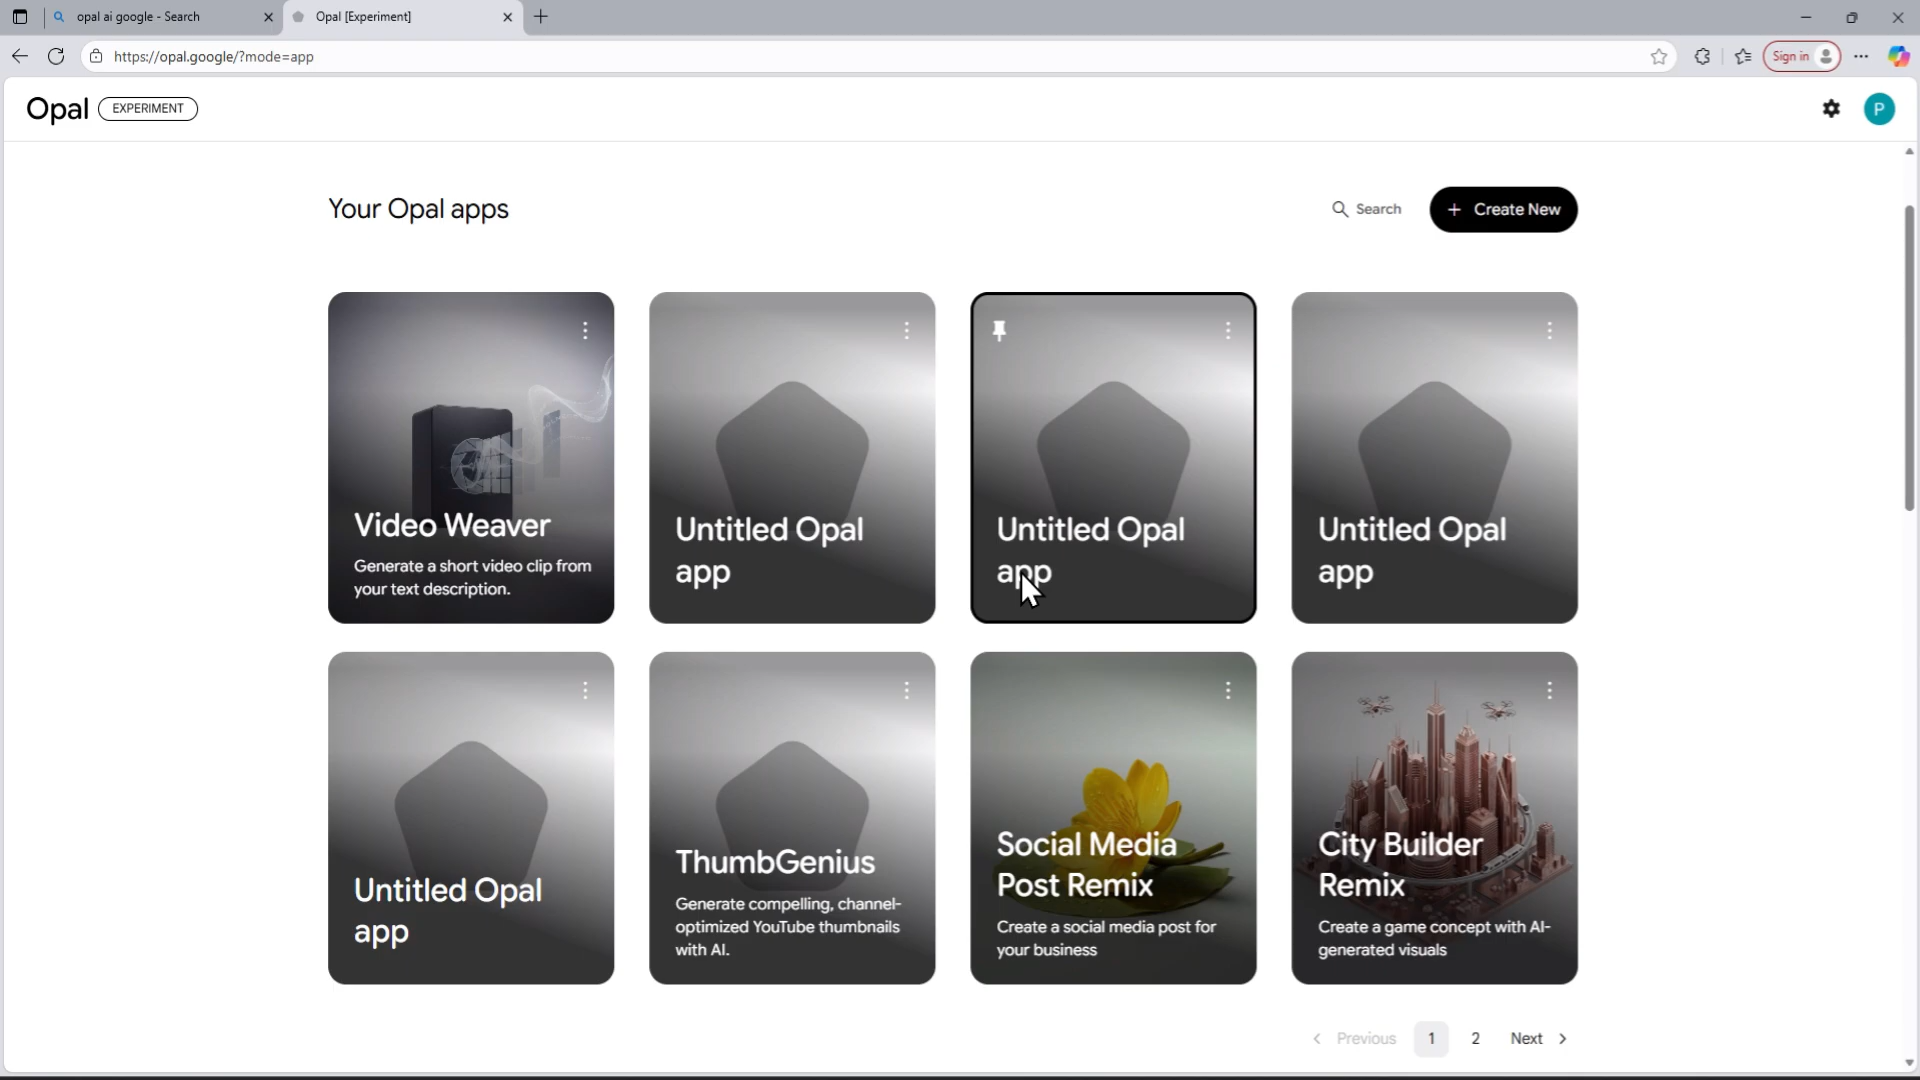 opal ai google - Search
Opal [Experiment]
https://opal.google/?mode=app
Sign in
Opal
EXPERIMENT
P
Your Opal apps
Search
+ Create New
Video Weaver
Generate a short video clip from
your text description.
Untitled Opal
app
Untitled Opal
app
Untitled Opal
app
Untitled Opal
app
ThumbGenius
Generate compelling, channel-
optimized YouTube thumbnails
with AI.
Social Media
Post Remix
Create a social media post for
your business
City Builder
Remix
Create a game concept with AI-
generated visuals
< Previous 1 2 Next >